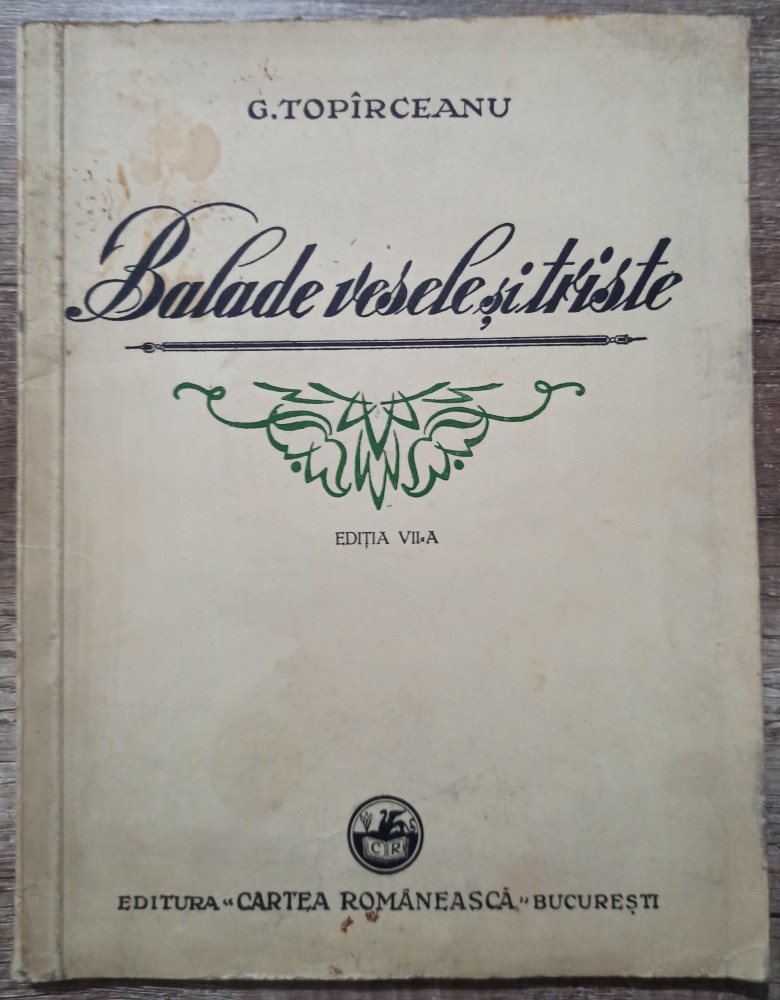 G. TOPÎRCEANU
Balade vesele și triste
EDIȚIA VII-A
C R
EDITURA „CARTEA ROMÂNEASCĂ” BUCUREȘTI